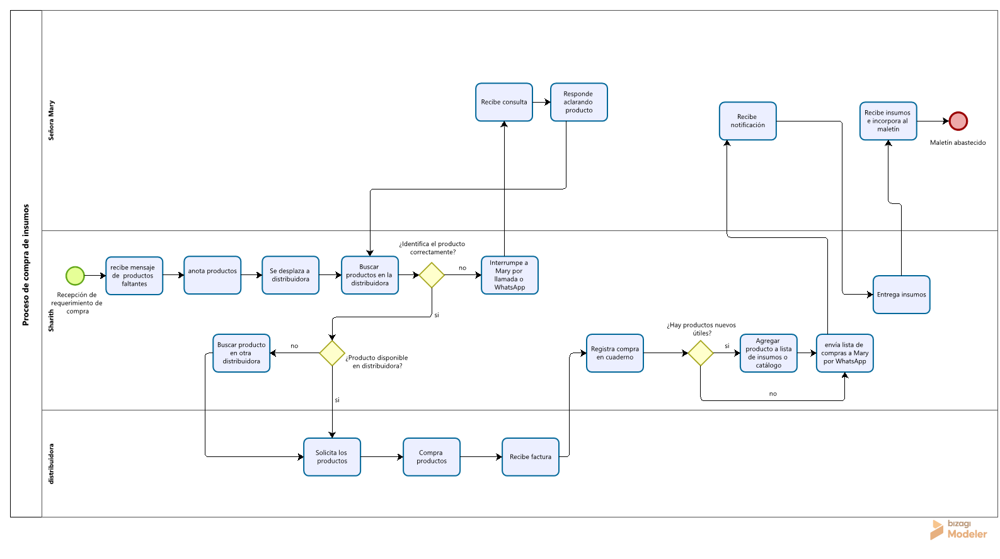 Proceso de compra de insumos
Señora Mary
Recibe consulta
Responde
aclarando
producto
Recibe
notificación
Recibe insumos
e incorpora al
maletín
Maletín abastecido
Sharith
Recepción de
requerimiento de
compra
recibe mensaje
de productos
faltantes
anota productos
Se desplaza a
distribuidora
Buscar
productos en la
distribuidora
¿Identifica el producto
correctamente?
no
si
Interrumpe a
Mary por
llamada o
WhatsApp
Entrega insumos
Buscar producto
en otra
distribuidora
no
¿Producto disponible
en distribuidora?
si
Registra compra
en cuaderno
¿Hay productos nuevos
útiles?
si
no
Agregar
producto a lista
de insumos o
catálogo
envía lista de
compras a Mary
por WhatsApp
distribuidora
Solicita los
productos
Compra
productos
Recibe factura
bizagi
Modeler